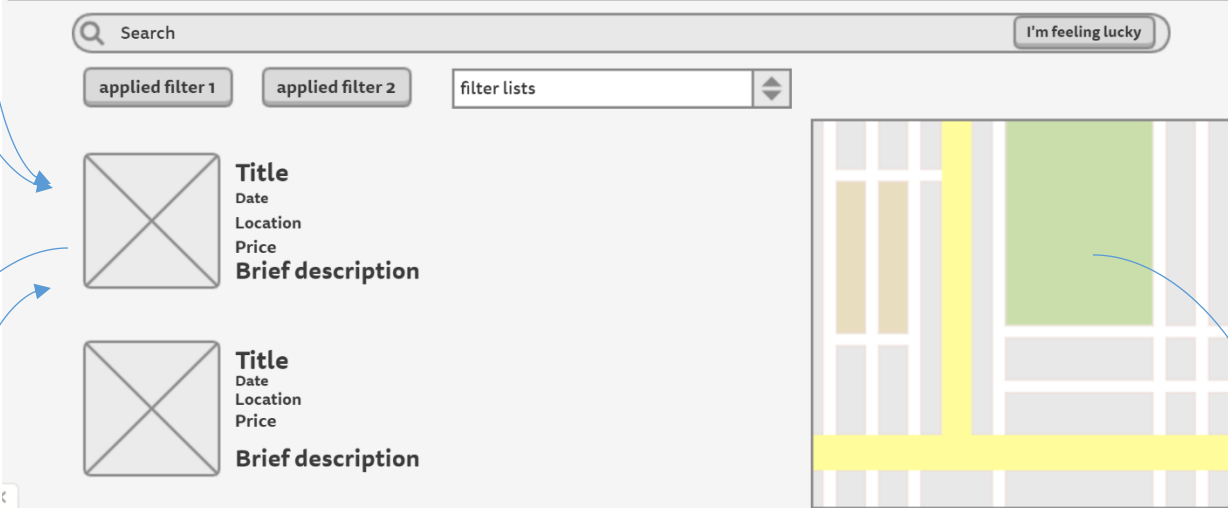 Search
I'm feeling lucky
applied filter 1
applied filter 2
filter lists
Title
Date
Location
Price
Brief description
Title
Date
Location
Price
Brief description